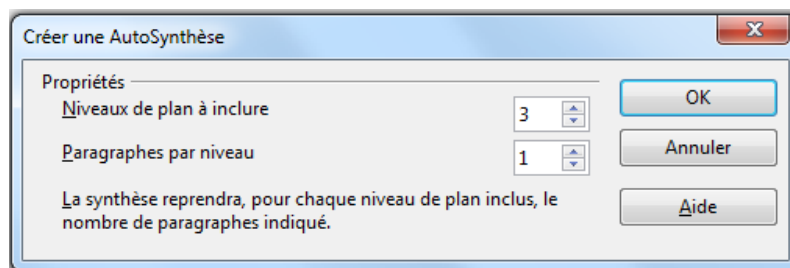 Créer une AutoSynthèse
Propriétés
Niveaux de plan à inclure
3
OK
Paragraphes par niveau
1
Annuler
La synthèse reprendra, pour chaque niveau de plan inclus, le
nombre de paragraphes indiqué.
Aide